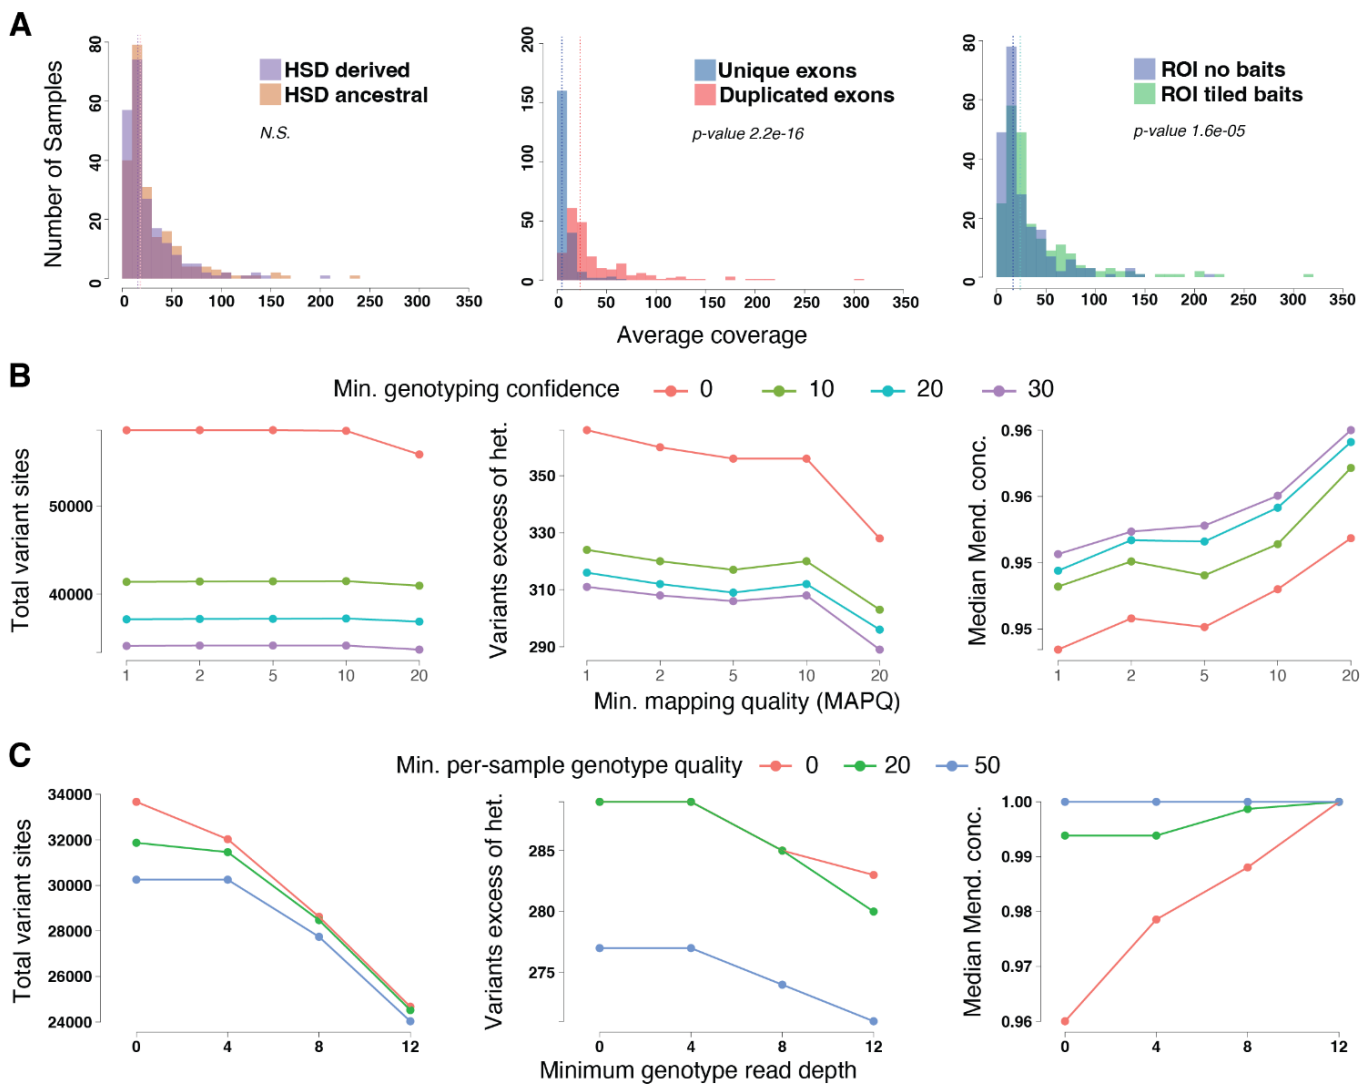 A
Number of Samples
80
60
40
20
0
HSD derived
HSD ancestral
N.S.
0 50 100 150 200 250 300 350
200
150
100
50
0
Unique exons
Duplicated exons
p-value 2.2e-16
0 50 100 150 200 250 300 350
80
60
40
20
0
ROI no baits
ROI tiled baits
p-value 1.6e-05
0 50 100 150 200 250 300 350
Average coverage
B
Min. genotyping confidence 0 10 20 30
Total variant sites
50000
40000
1 2 5 10 20
Variants excess of het.
350
330
310
290
1 2 5 10 20
Median Mend. conc.
0.96
0.96
0.95
0.95
1 2 5 10 20
Min. mapping quality (MAPQ)
C
Min. per-sample genotype quality 0 20 50
Total variant sites
34000
32000
30000
28000
26000
24000
0 4 8 12
Variants excess of het.
285
280
275
0 4 8 12
Median Mend. conc.
1.00
0.99
0.98
0.97
0.96
0 4 8 12
Minimum genotype read depth